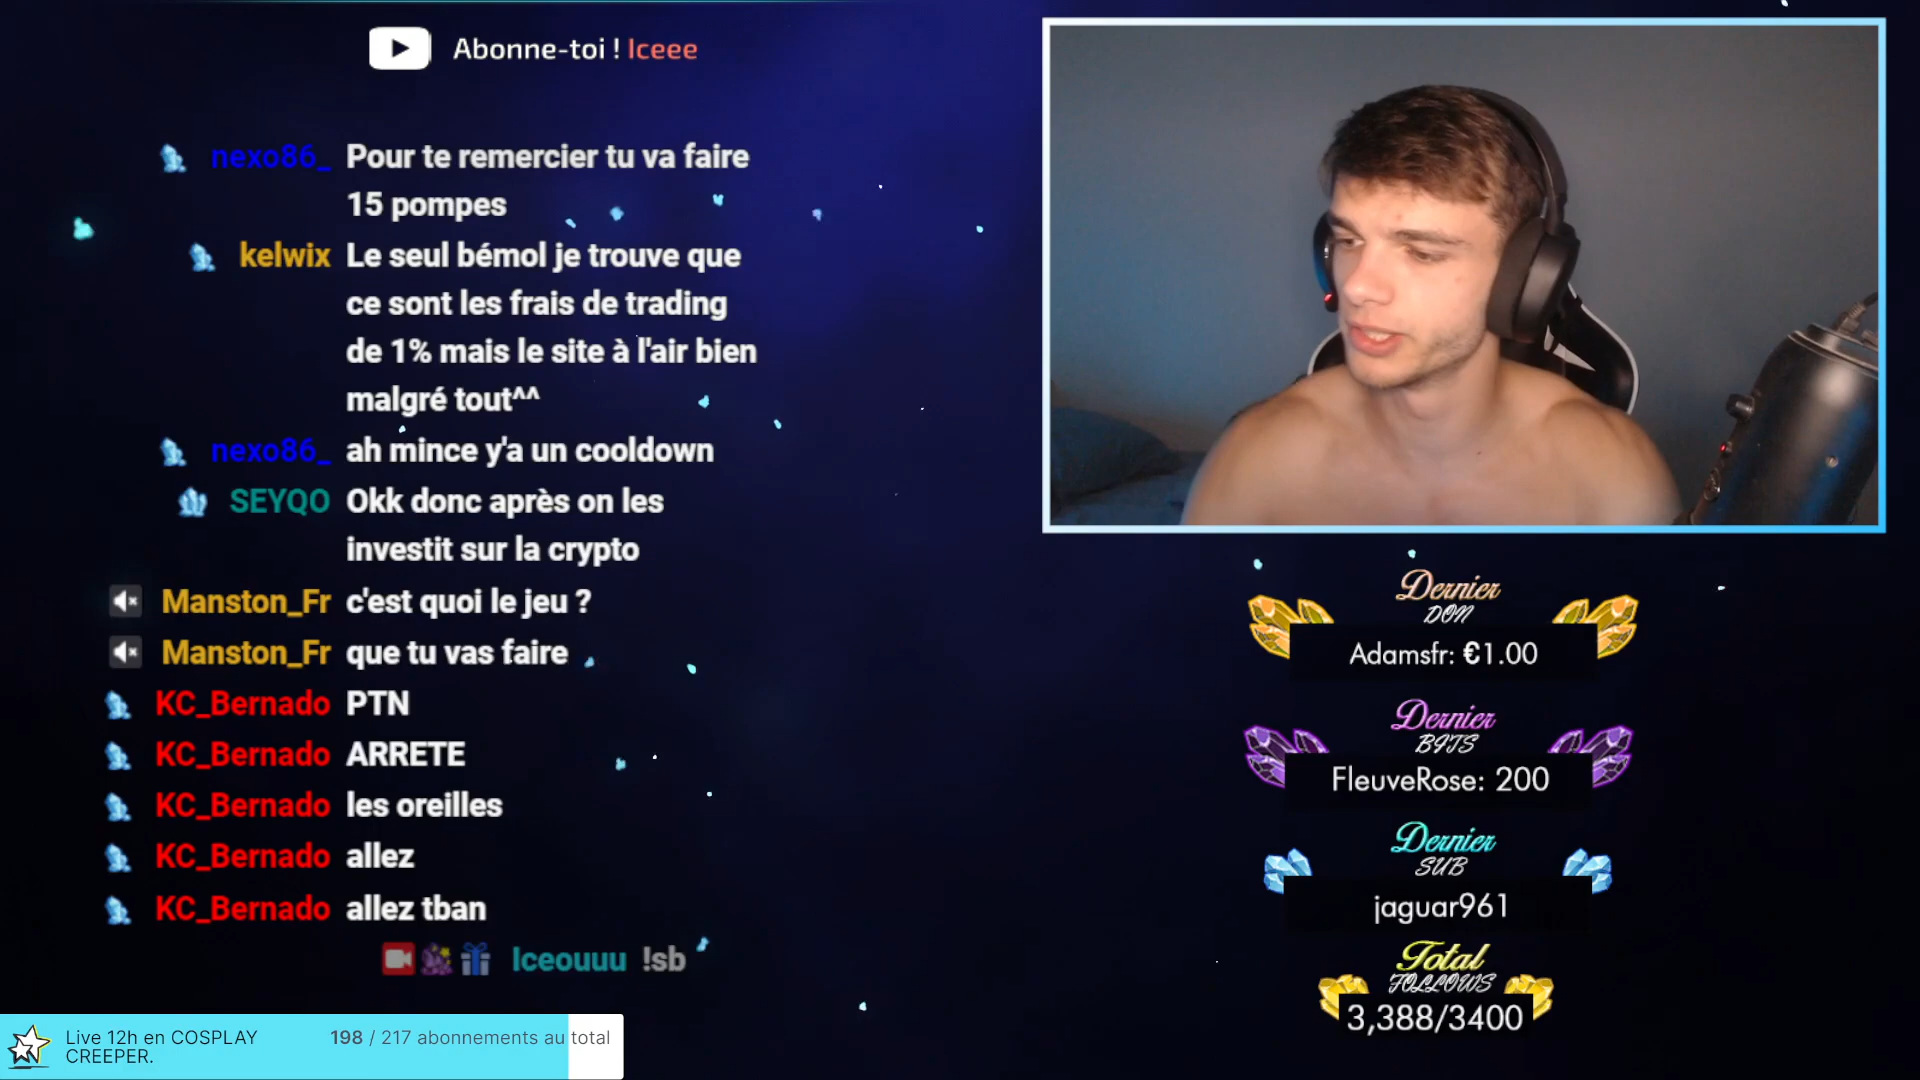 Abonne-toi ! Iceee
nexo86_ Pour te remercier tu va faire
15 pompes
kelwix Le seul bémol je trouve que
ce sont les frais de trading
de 1% mais le site à l'air bien
malgré tout^^
nexo86_ ah mince y'a un cooldown
SEYQO Okk donc après on les
investit sur la crypto
Manston_Fr c'est quoi le jeu ?
Manston_Fr que tu vas faire
KC_Bernado PTN
KC_Bernado ARRETE
KC_Bernado les oreilles
KC_Bernado allez
KC_Bernado allez tban
Iceouuu !sb
Live 12h en COSPLAY
CREEPER.
198 / 217 abonnements au total
Dernier
DON
Adamsfr: €1.00
Dernier
BITS
FleuveRose: 200
Dernier
SUB
jaguar961
Total
FOLLOWS
3,388/3400